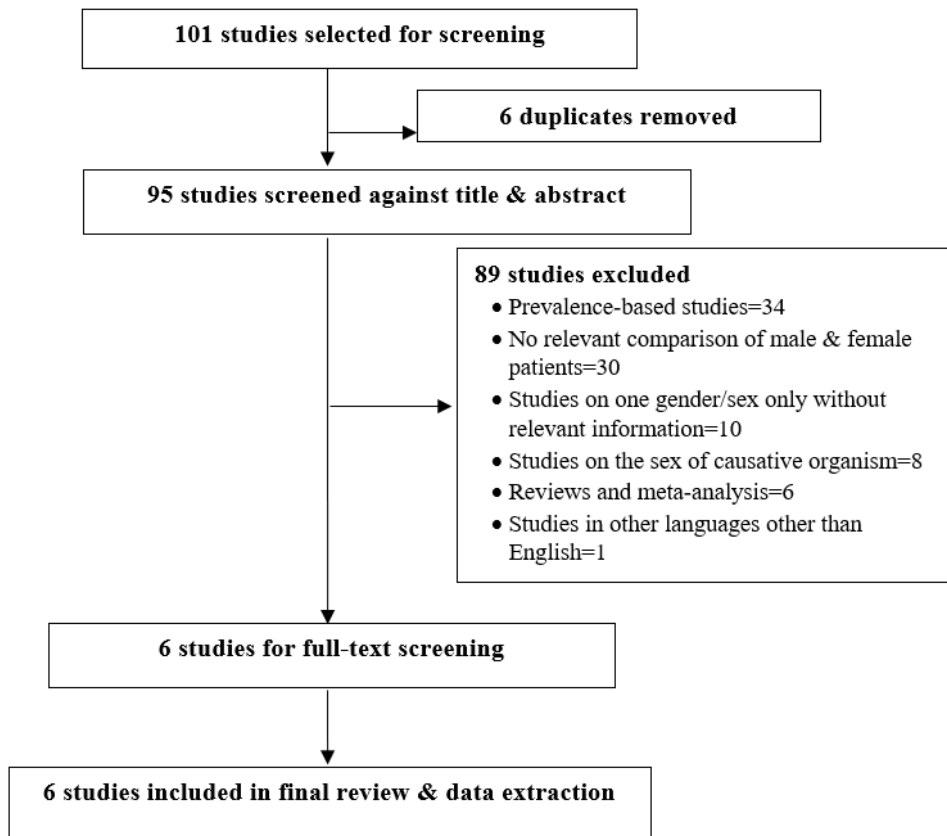 101 studies selected for screening
6 duplicates removed
95 studies screened against title & abstract
89 studies excluded
• Prevalence-based studies=34
• No relevant comparison of male & female
patients=30
• Studies on one gender/sex only without
relevant information=10
• Studies on the sex of causative organism=8
• Reviews and meta-analysis=6
• Studies in other languages other than
English=1
6 studies for full-text screening
6 studies included in final review & data extraction